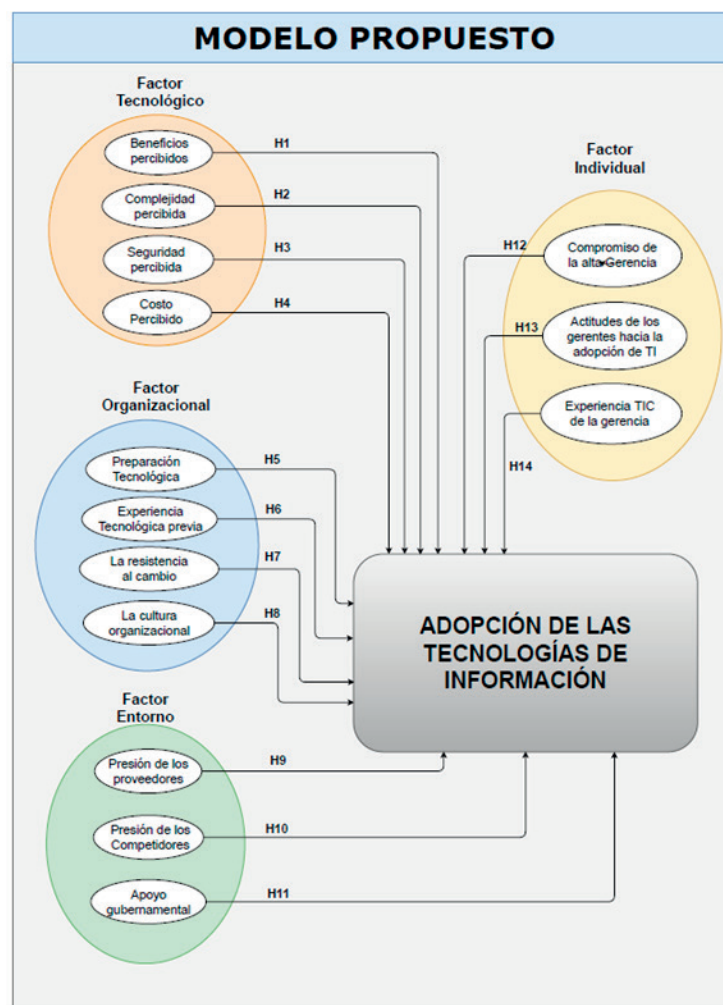 MODELO PROPUESTO
Factor
Tecnológico
Beneficios
percibidos
H1
Complejidad
percibida
H2
Seguridad
percibida
H3
Costo
Percibido
H4
Factor
Individual
H12
Compromiso de
la alta Gerencia
H13
Actitudes de los
gerentes hacia la
adopción de TI
Experiencia TIC
de la gerencia
H14
Factor
Organizacional
Preparación
Tecnológica
H5
Experiencia
Tecnológica previa
H6
La resistencia
al cambio
H7
La cultura
organizacional
H8
ADOPCIÓN DE LAS
TECNOLOGÍAS DE
INFORMACIÓN
Factor
Entorno
Presión de los
proveedores
H9
Presión de los
Competidores
H10
Apoyo
gubernamental
H11